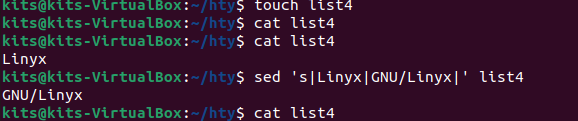 kits@kits-VirtualBox:~/hty$ touch list4
kits@kits-VirtualBox:~/hty$ cat list4
kits@kits-VirtualBox:~/hty$ cat list4
Linyx
kits@kits-VirtualBox:~/hty$ sed 's|Linyx|GNU/Linyx|' list4
GNU/Linyx
kits@kits-VirtualBox:~/hty$ cat list4